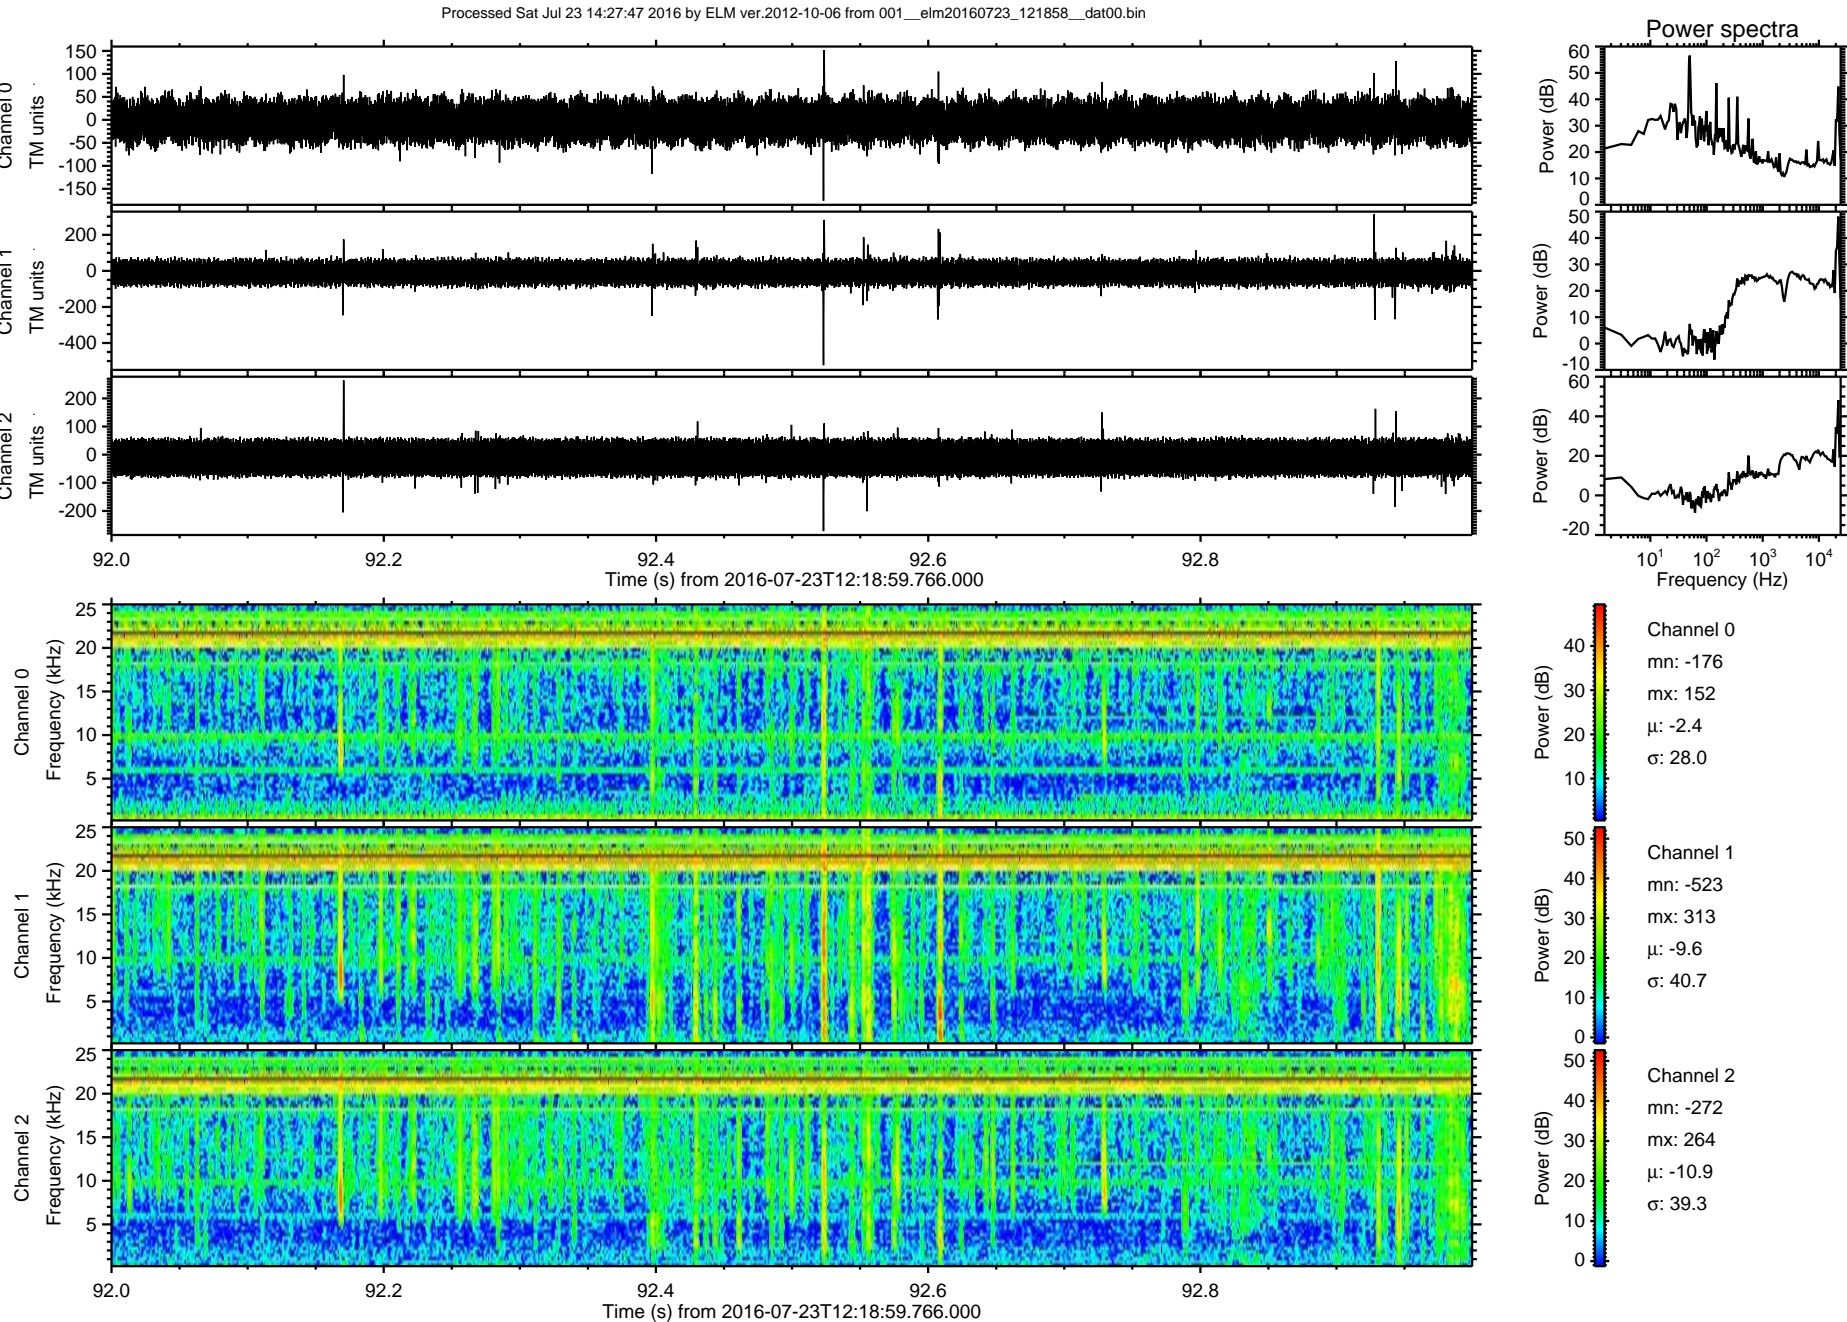 Processed Sat Jul 23 14:27:47 2016 by ELM ver.2012-10-06 from 001__elm20160723_121858__dat00.bin
Power spectra
Channel 0
TM units
150
100
50
0
-50
-100
-150
Power (dB)
60
50
40
30
20
10
0
Channel 1
TM units
200
0
-200
-400
Power (dB)
50
40
30
20
10
0
-10
Channel 2
TM units
200
100
0
-100
-200
Power (dB)
60
40
20
0
-20
92.0 92.2 92.4 92.6 92.8
Time (s) from 2016-07-23T12:18:59.766.000
10¹ 10² 10³ 10⁴
Frequency (Hz)
Channel 0
Frequency (kHz)
25
20
15
10
5
Power (dB)
40
30
20
10
Channel 0
mn: -176
mx: 152
μ: -2.4
σ: 28.0
Channel 1
Frequency (kHz)
25
20
15
10
5
Power (dB)
50
40
30
20
10
0
Channel 1
mn: -523
mx: 313
μ: -9.6
σ: 40.7
Channel 2
Frequency (kHz)
25
20
15
10
5
Power (dB)
50
40
30
20
10
0
Channel 2
mn: -272
mx: 264
μ: -10.9
σ: 39.3
92.0 92.2 92.4 92.6 92.8
Time (s) from 2016-07-23T12:18:59.766.000